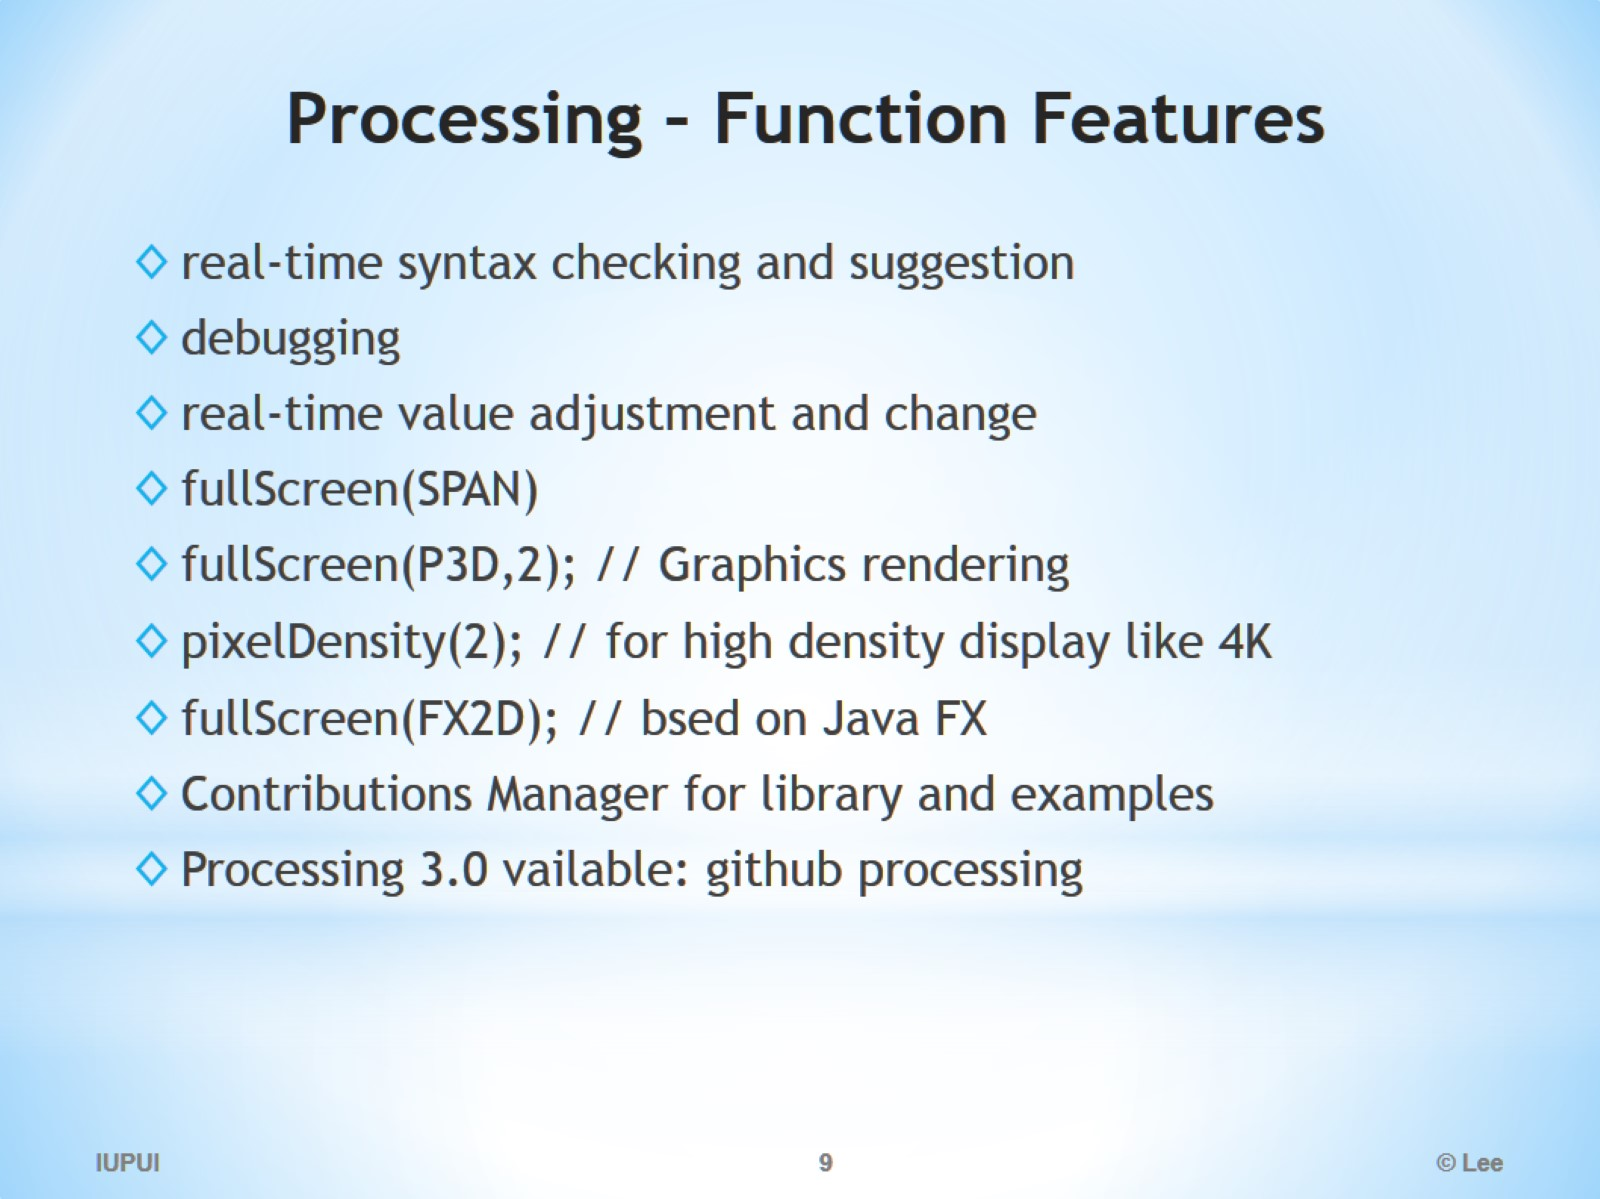 Processing – Function Features
◇ real-time syntax checking and suggestion
◇ debugging
◇ real-time value adjustment and change
◇ fullScreen(SPAN)
◇ fullScreen(P3D,2); // Graphics rendering
◇ pixelDensity(2); // for high density display like 4K
◇ fullScreen(FX2D); // bsed on Java FX
◇ Contributions Manager for library and examples
◇ Processing 3.0 vailable: github processing
IUPUI 9 © Lee